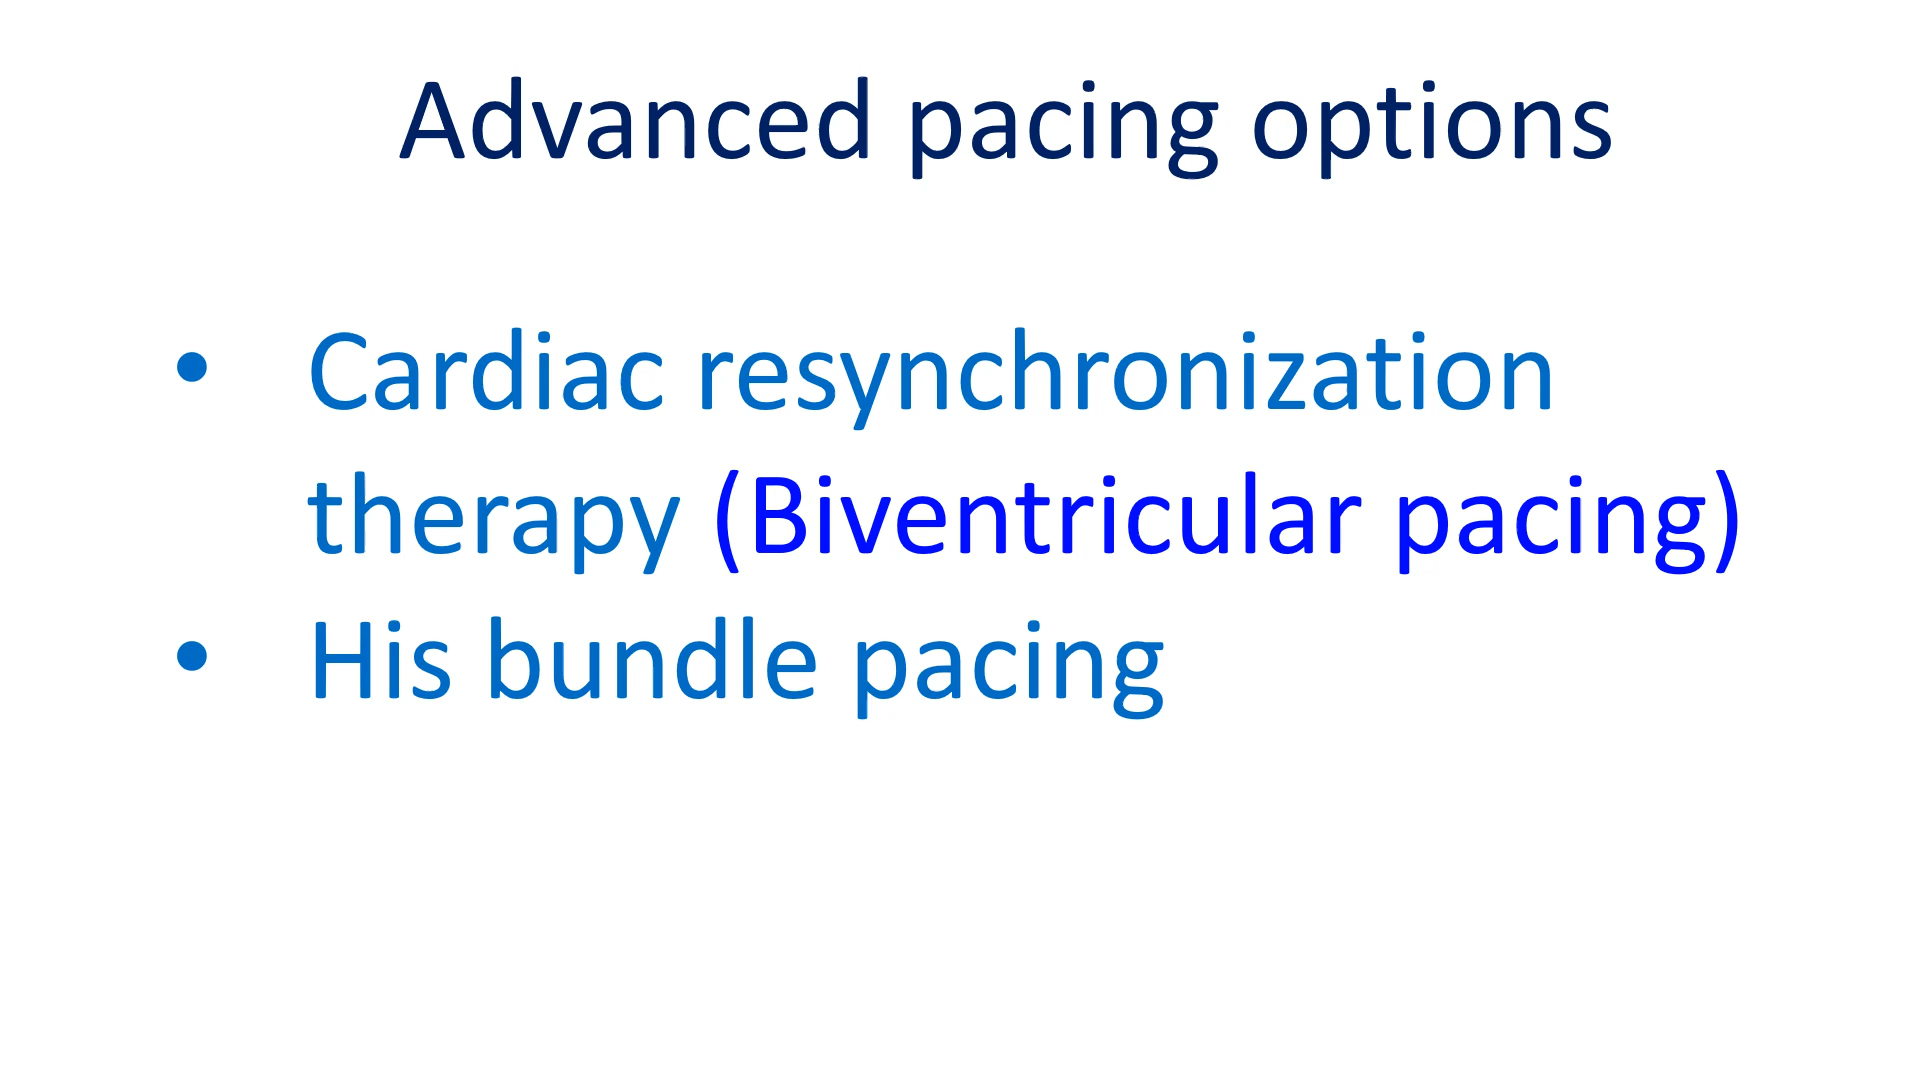 Advanced pacing options
• Cardiac resynchronization
therapy (Biventricular pacing)
• His bundle pacing